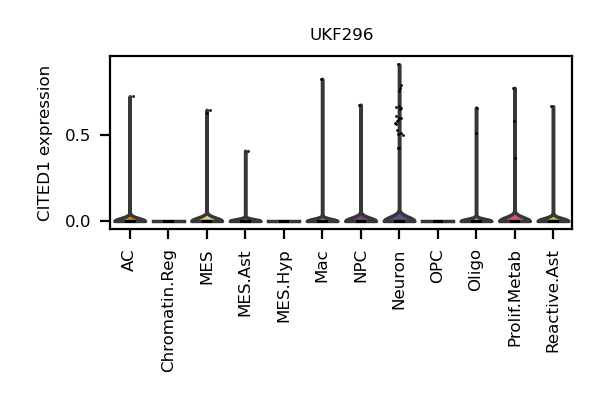 UKF296
CITED1 expression
0.5
0.0
AC
Chromatin.Reg
MES
MES.Ast
MES.Hyp
Mac
NPC
Neuron
OPC
Oligo
Prolif.Metab
Reactive.Ast